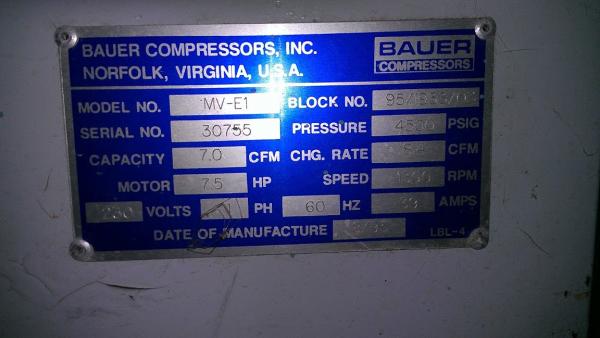 BAUER COMPRESSORS, INC.
NORFOLK, VIRGINIA, U.S.A.
BAUER
COMPRESSORS
MODEL NO. MV-E1 BLOCK NO.
SERIAL NO. 30755 PRESSURE PSIG
CAPACITY 7.0 CFM CHG. RATE CFM
MOTOR 7.5 HP SPEED RPM
230 VOLTS PH 60 HZ 39 AMPS
DATE OF MANUFACTURE LBL-4